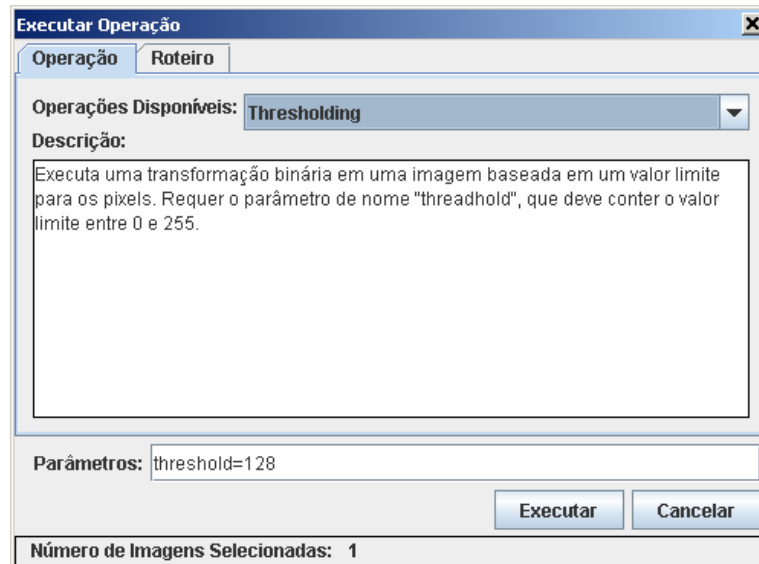 Executar Operação
Operação Roteiro
Operações Disponíveis: Thresholding
Descrição:
Executa uma transformação binária em uma imagem baseada em um valor limite
para os pixels. Requer o parâmetro de nome "threadhold", que deve conter o valor
limite entre 0 e 255.
Parâmetros: threshold=128
Executar Cancelar
Número de Imagens Selecionadas: 1